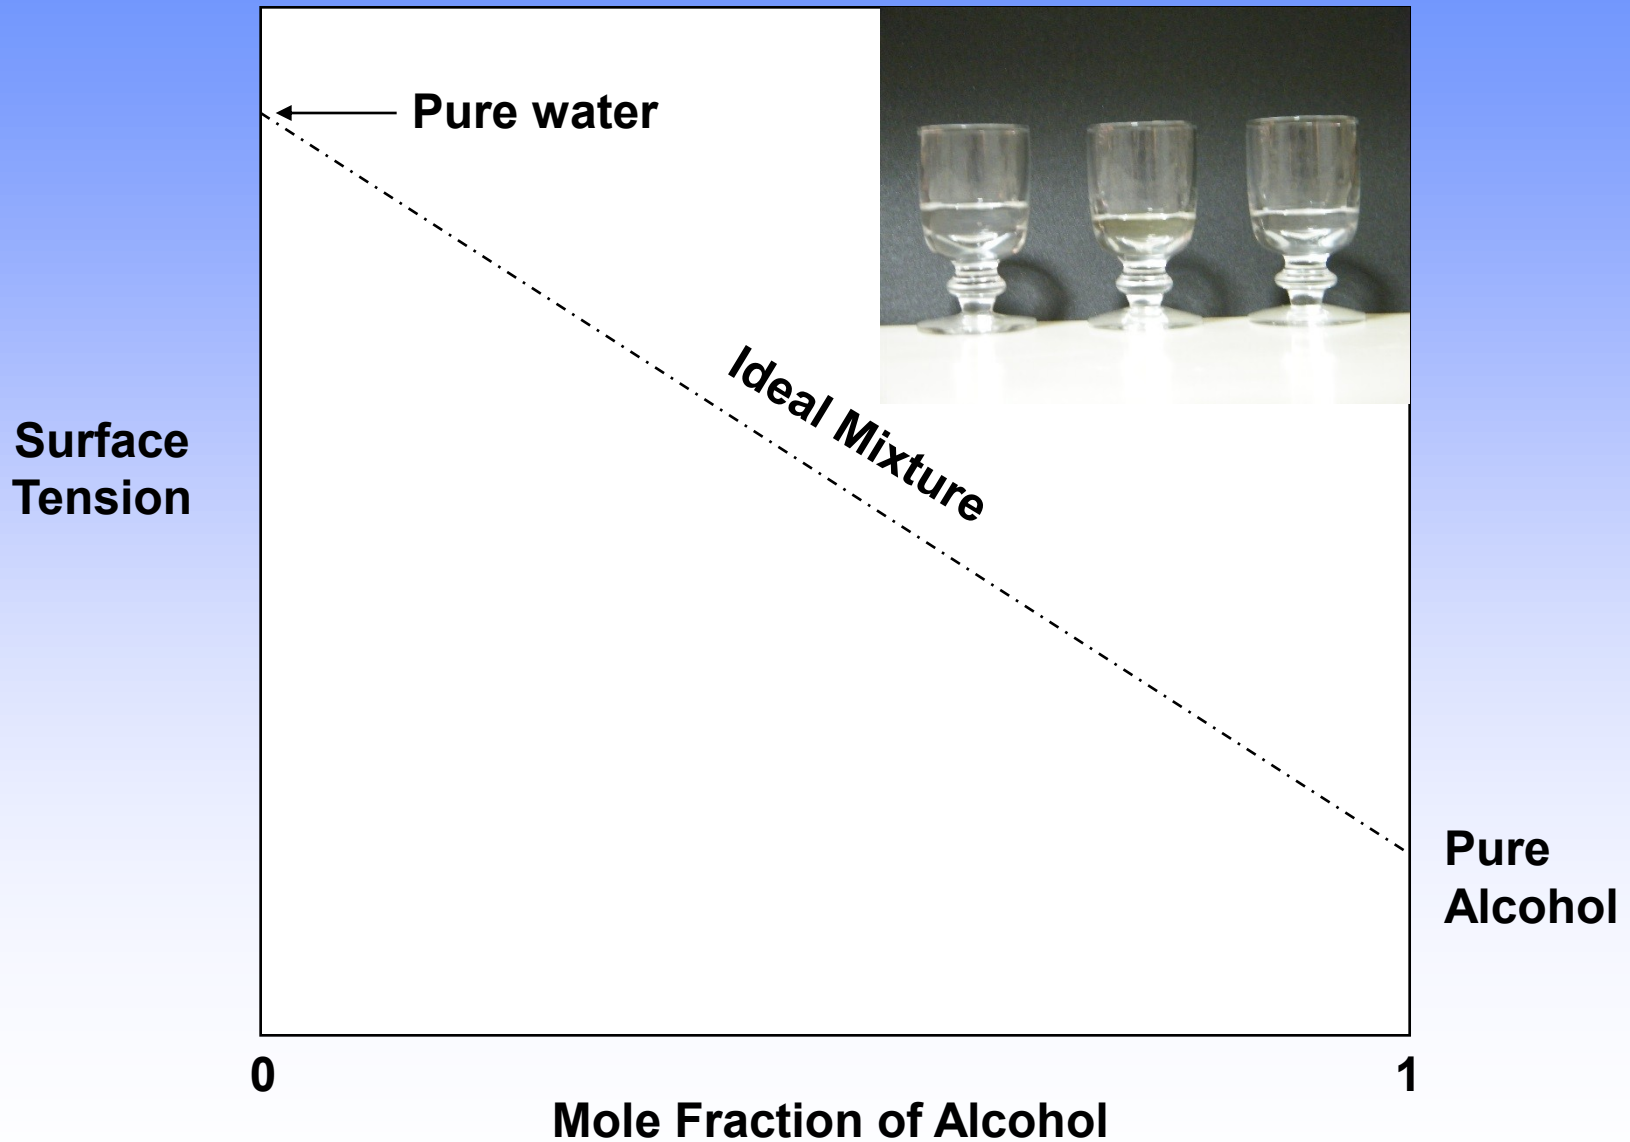 Pure water
Ideal Mixture
Surface
Tension
Pure
Alcohol
0
1
Mole Fraction of Alcohol